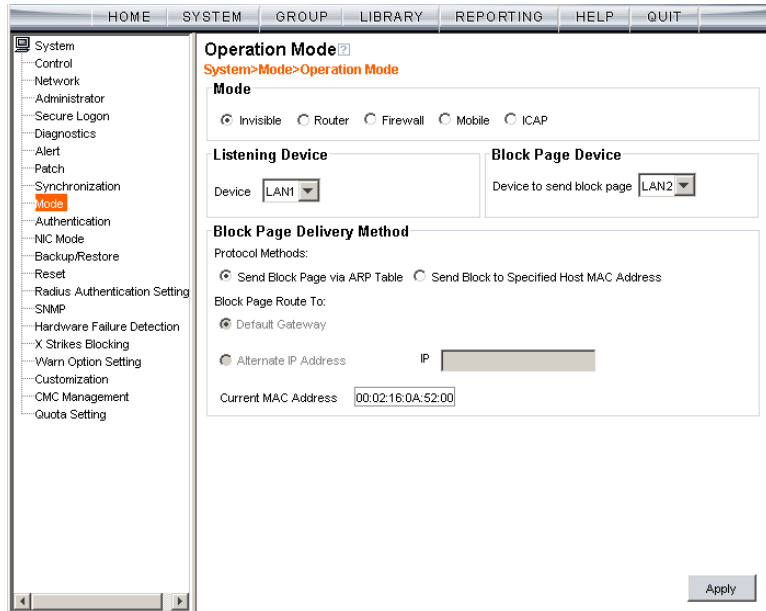 HOME SYSTEM GROUP LIBRARY REPORTING HELP QUIT
System
Control
Network
Administrator
Secure Logon
Diagnostics
Alert
Patch
Synchronization
Mode
Authentication
NIC Mode
Backup/Restore
Reset
Radius Authentication Setting
SNMP
Hardware Failure Detection
X Strikes Blocking
Warn Option Setting
Customization
CMC Management
Quota Setting
Operation Mode ?
System>Mode>Operation Mode
Mode
Invisible Router Firewall Mobile ICAP
Listening Device
Device LAN1
Block Page Device
Device to send block page LAN2
Block Page Delivery Method
Protocol Methods:
Send Block Page via ARP Table Send Block to Specified Host MAC Address
Block Page Route To:
Default Gateway
Alternate IP Address IP
Current MAC Address 00:02:16:0A:52:00
Apply